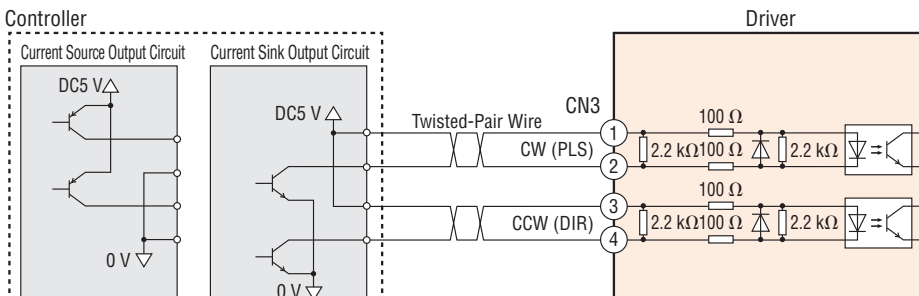 Controller
Driver
Current Source Output Circuit
Current Sink Output Circuit
DC5 V
DC5 V
0 V
0 V
Twisted-Pair Wire
CW (PLS)
CCW (DIR)
CN3
1
2
3
4
100 Ω
2.2 kΩ 100 Ω 2.2 kΩ
100 Ω
2.2 kΩ 100 Ω 2.2 kΩ